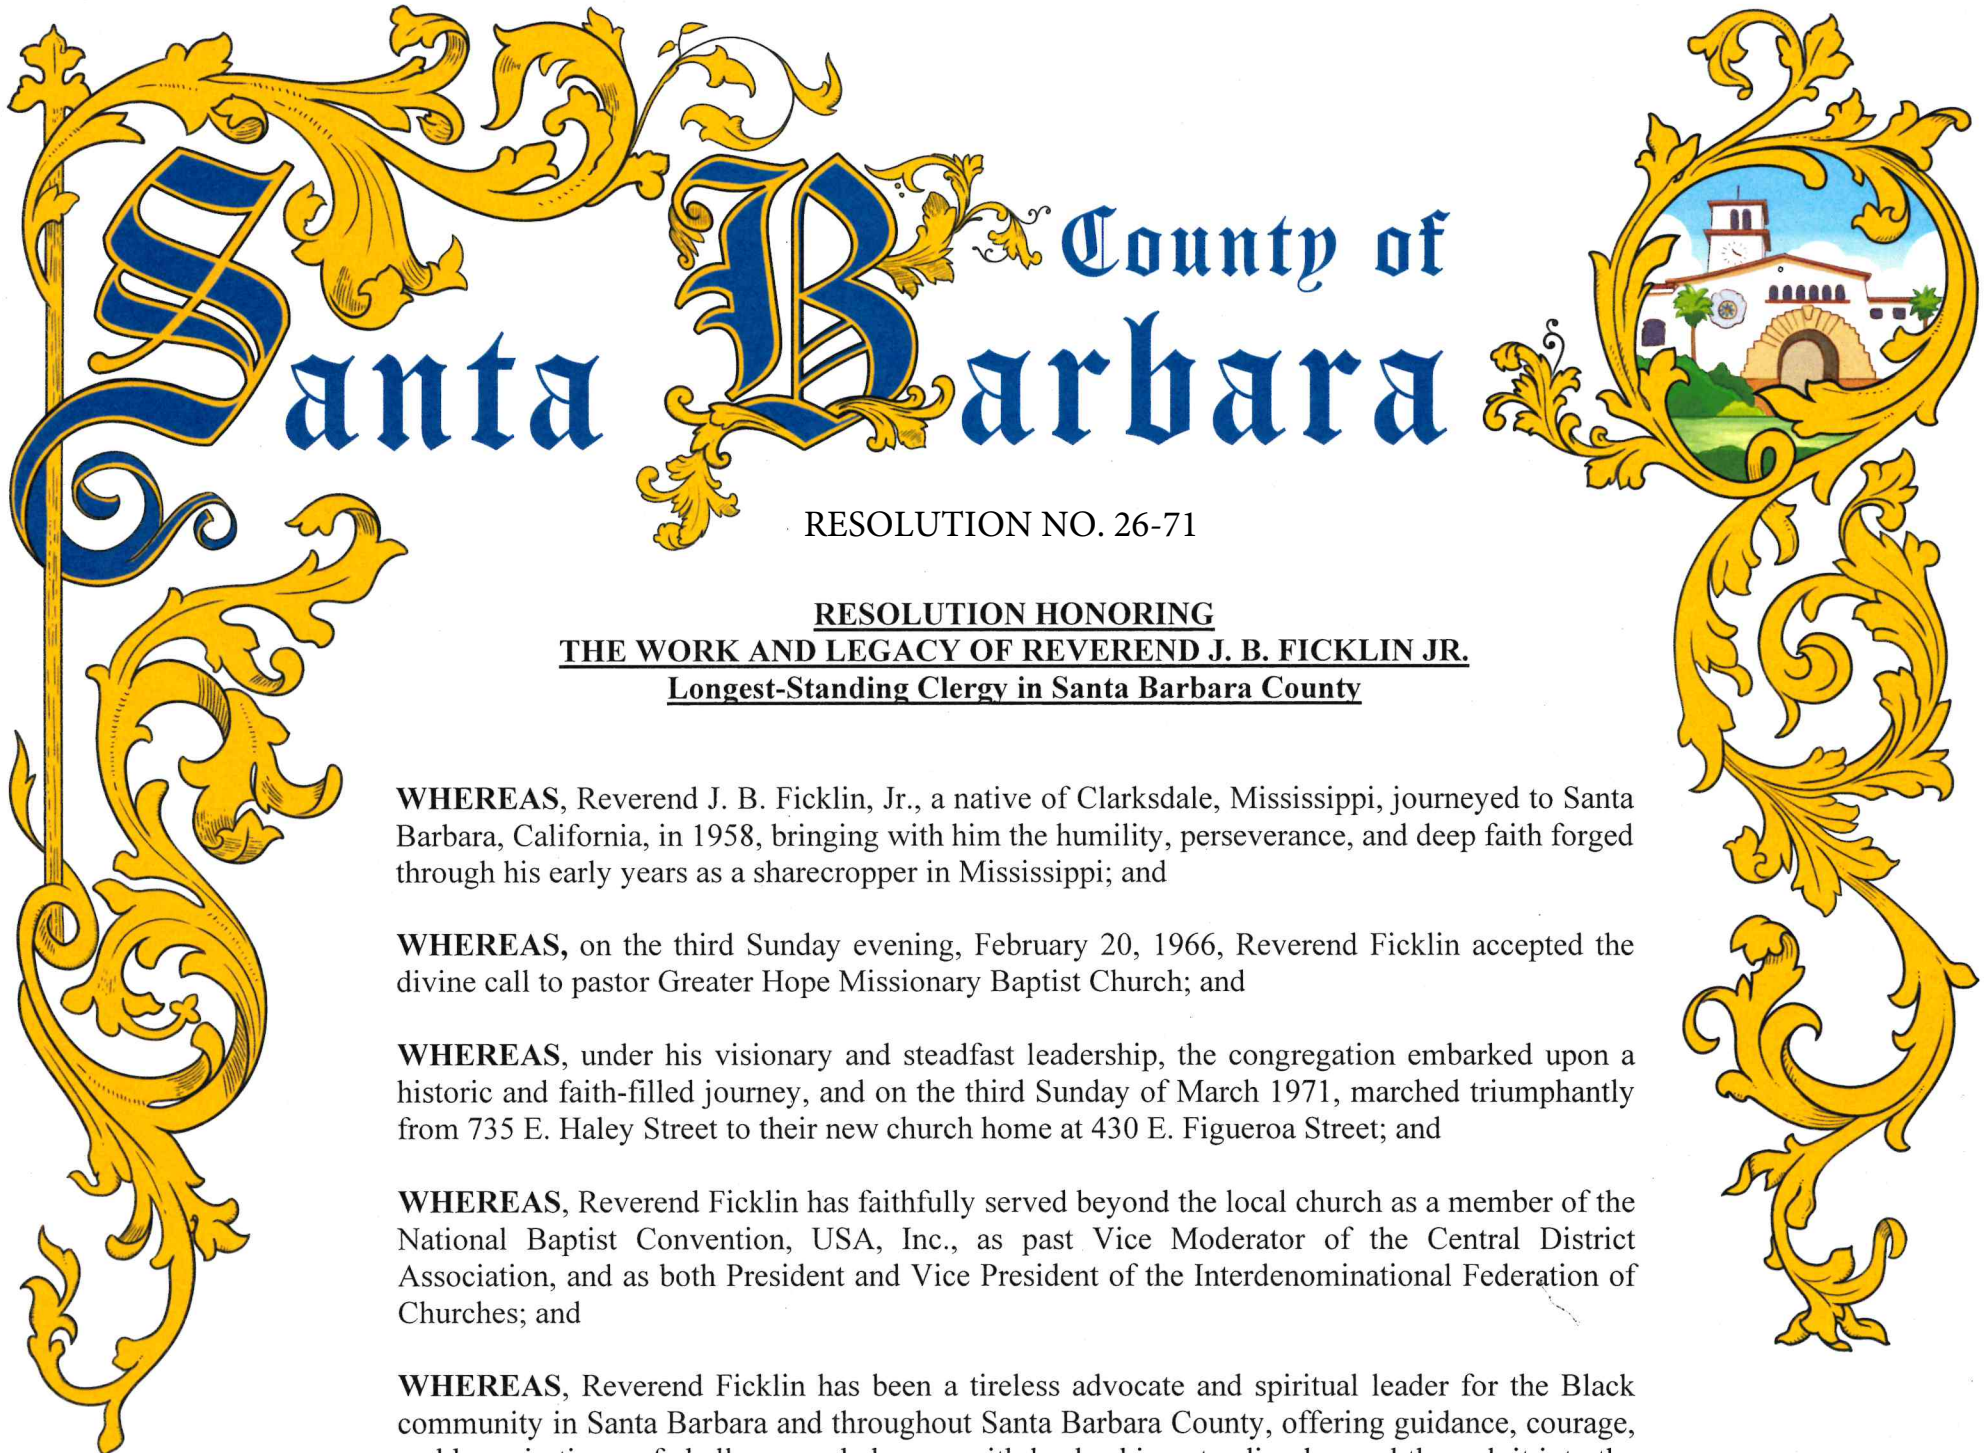 County of
Santa Barbara
RESOLUTION NO. 26-71
RESOLUTION HONORING
THE WORK AND LEGACY OF REVEREND J. B. FICKLIN JR.
Longest-Standing Clergy in Santa Barbara County
WHEREAS, Reverend J. B. Ficklin, Jr., a native of Clarksdale, Mississippi, journeyed to Santa
Barbara, California, in 1958, bringing with him the humility, perseverance, and deep faith forged
through his early years as a sharecropper in Mississippi; and
WHEREAS, on the third Sunday evening, February 20, 1966, Reverend Ficklin accepted the
divine call to pastor Greater Hope Missionary Baptist Church; and
WHEREAS, under his visionary and steadfast leadership, the congregation embarked upon a
historic and faith-filled journey, and on the third Sunday of March 1971, marched triumphantly
from 735 E. Haley Street to their new church home at 430 E. Figueroa Street; and
WHEREAS, Reverend Ficklin has faithfully served beyond the local church as a member of the
National Baptist Convention, USA, Inc., as past Vice Moderator of the Central District
Association, and as both President and Vice President of the Interdenominational Federation of
Churches; and
WHEREAS, Reverend Ficklin has been a tireless advocate and spiritual leader for the Black
community in Santa Barbara and throughout Santa Barbara County, offering guidance, courage,